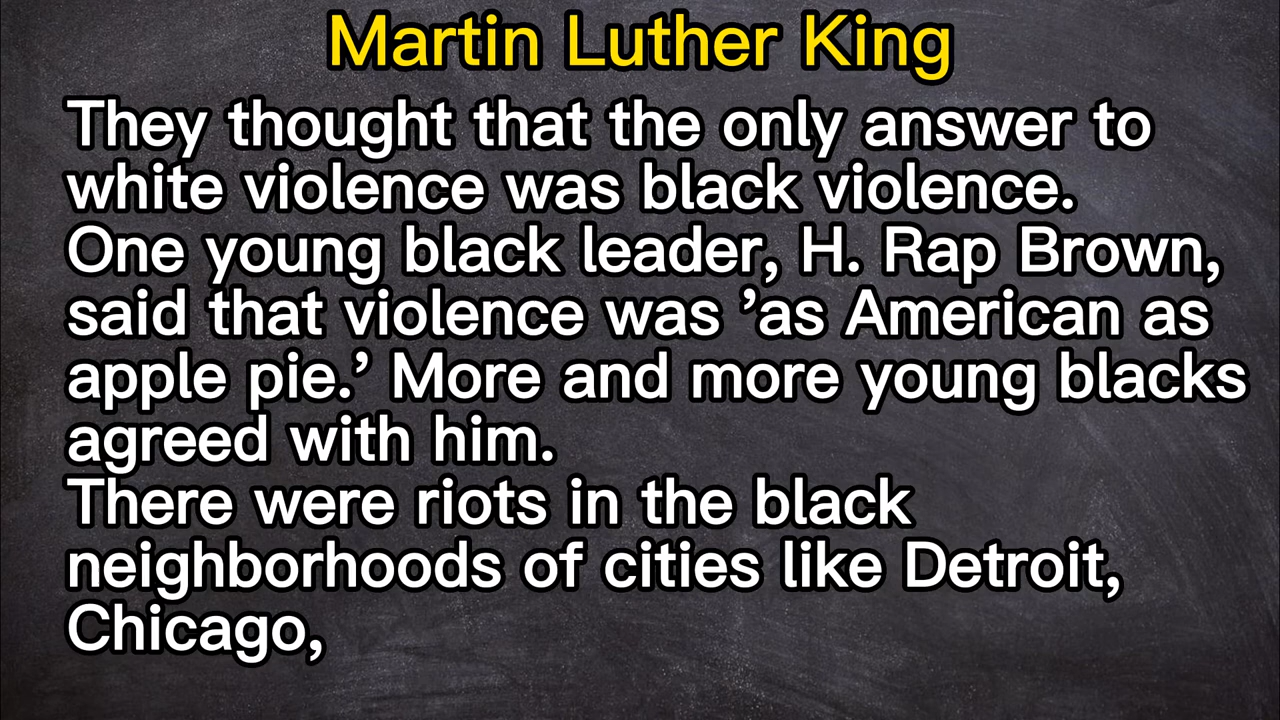 Martin Luther King
They thought that the only answer to
white violence was black violence.
One young black leader, H. Rap Brown,
said that violence was ’as American as
apple pie.’ More and more young blacks
agreed with him.
There were riots in the black
neighborhoods of cities like Detroit,
Chicago,